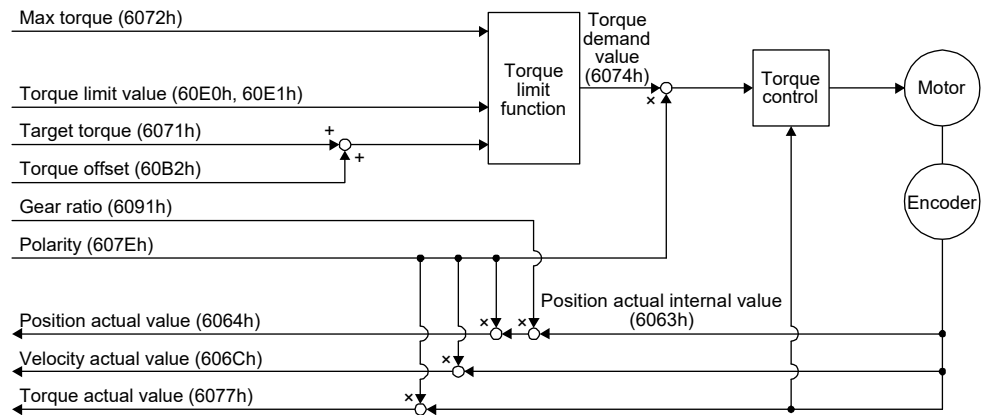 Max torque (6072h)
Torque
demand
value
(6074h)
Torque
limit
function
Torque
control
Motor
Torque limit value (60E0h, 60E1h)
×
Target torque (6071h)
+
+
Torque offset (60B2h)
Encoder
Gear ratio (6091h)
Polarity (607Eh)
Position actual internal value
(6063h)
Position actual value (6064h)
×
×
Velocity actual value (606Ch)
×
Torque actual value (6077h)
×